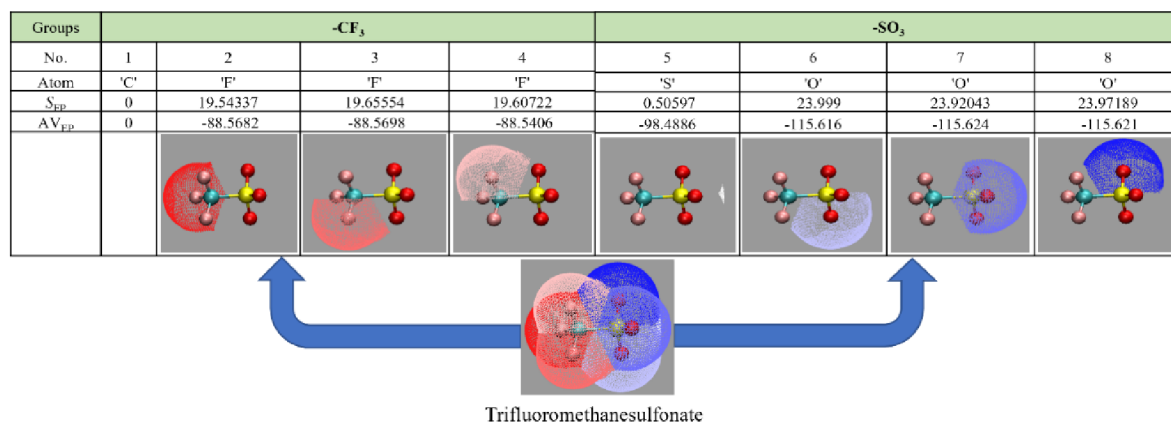 Groups -CF₃ -SO₃
No. 1 2 3 4 5 6 7 8
Atom 'C' 'F' 'F' 'F' 'S' 'O' 'O' 'O'
S_EP 0 19.54337 19.65554 19.60722 0.50597 23.999 23.92043 23.97189
AV_EP 0 -88.5682 -88.5698 -88.5406 -98.4886 -115.616 -115.624 -115.621
Trifluoromethanesulfonate